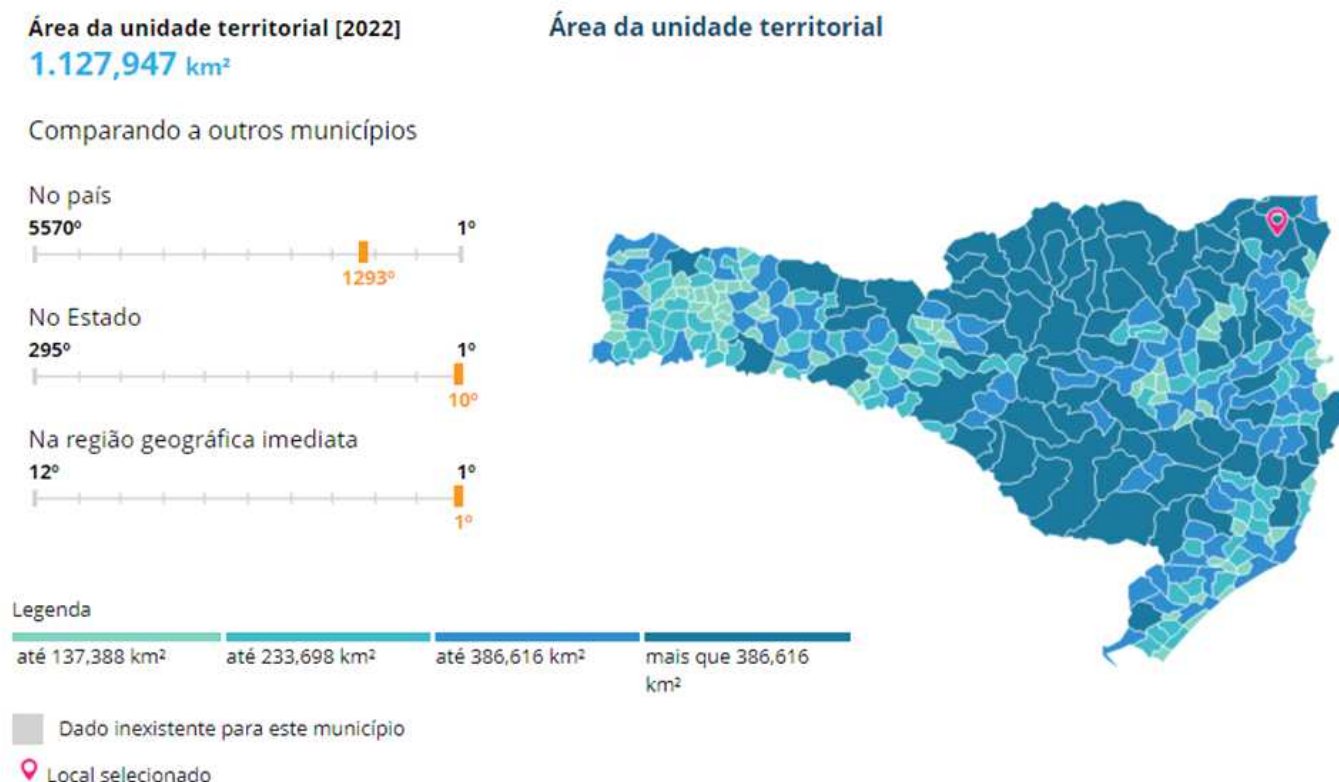 Área da unidade territorial [2022]
1.127,947 km²
Comparando a outros municípios
No país
5570º 1º
1293º
No Estado
295º 1º
10º
Na região geográfica imediata
12º 1º
1º
Área da unidade territorial
Legenda
até 137,388 km² até 233,698 km² até 386,616 km² mais que 386,616
km²
Dado inexistente para este município
Local selecionado